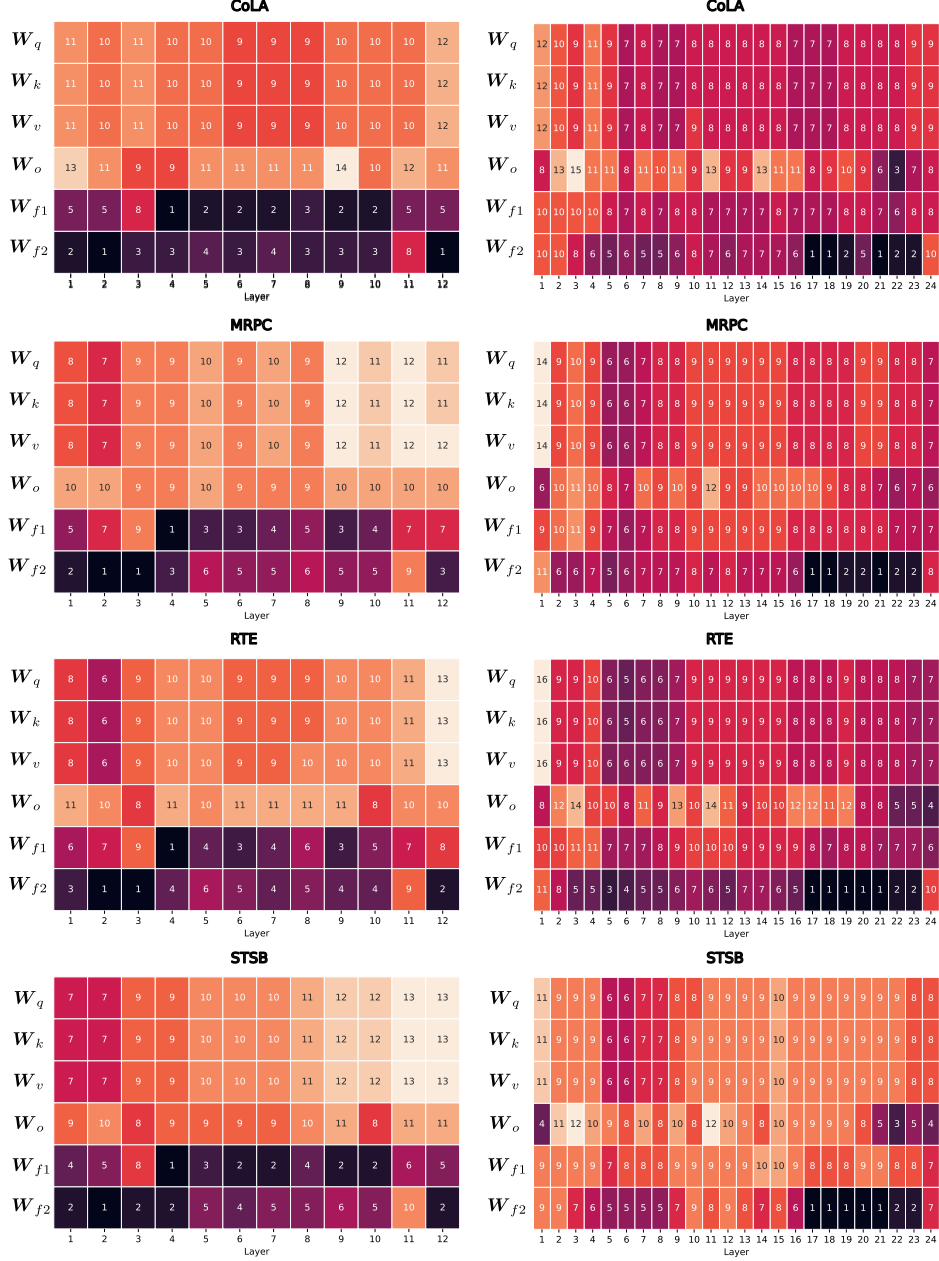 CoLA
W q 11 10 11 10 10 9 9 9 10 10 10 12
W k 11 10 11 10 10 9 9 9 10 10 10 12
W v 11 10 11 10 10 9 9 9 10 10 10 12
W o 13 11 9 9 11 11 11 11 14 10 12 11
W f1 5 5 8 1 2 2 2 3 2 2 5 5
W f2 2 1 3 3 4 3 4 3 3 3 8 1
1 2 3 4 5 6 7 8 9 10 11 12
Layer
CoLA
W q 12 10 9 11 9 7 8 7 7 8 8 8 8 8 8 7 7 7 8 8 8 8 9 9
W k 12 10 9 11 9 7 8 7 7 8 8 8 8 8 8 7 7 7 8 8 8 8 9 9
W v 12 10 9 11 9 7 8 7 7 9 8 8 8 8 8 7 7 7 8 8 8 8 9 9
W o 8 13 15 11 11 8 11 10 11 9 13 9 9 13 11 11 8 9 10 9 6 3 7 8
W f1 10 10 10 10 8 7 8 7 8 7 8 8 7 8 7 7 7 7 8 8 7 6 8 8
W f2 10 10 8 6 5 6 5 5 6 8 7 8 7 8 7 6 1 1 2 5 1 2 2 10
1 2 3 4 5 6 7 8 9 10 11 12 13 14 15 16 17 18 19 20 21 22 23 24
Layer
MRPC
W q 8 7 9 9 10 9 10 9 12 11 12 11
W k 8 7 9 9 10 9 10 9 12 11 12 11
W v 8 7 9 9 10 9 10 9 12 11 12 12
W o 10 10 9 9 10 9 9 9 10 10 10 10
W f1 5 7 9 1 3 3 4 5 3 4 7 7
W f2 2 1 1 3 6 5 5 6 5 5 9 3
1 2 3 4 5 6 7 8 9 10 11 12
Layer
MRPC
W q 14 9 10 9 6 6 7 8 8 9 9 9 9 9 9 8 8 8 9 9 8 8 8 7
W k 14 9 10 9 6 6 7 8 8 9 9 9 9 9 9 8 8 8 8 9 9 8 8 7
W v 14 9 10 9 6 6 7 8 8 9 9 9 9 9 9 8 8 8 9 9 9 8 8 7
W o 6 10 11 10 8 7 10 9 10 9 12 9 9 10 10 10 10 9 8 8 7 6 7 6
W f1 9 10 11 9 7 6 7 8 8 9 9 9 9 9 9 9 8 8 8 8 8 7 7 7
W f2 11 6 6 7 5 6 7 7 7 8 7 8 7 7 7 6 1 1 2 2 1 2 2 8
1 2 3 4 5 6 7 8 9 10 11 12 13 14 15 16 17 18 19 20 21 22 23 24
Layer
RTE
W q 8 6 9 10 10 9 9 9 10 10 11 13
W k 8 6 9 10 10 9 9 9 10 10 11 13
W v 8 6 9 10 10 9 9 10 10 10 11 13
W o 11 10 8 11 10 11 11 11 11 8 10 10
W f1 6 7 9 1 4 3 4 6 3 5 7 8
W f2 3 1 1 4 6 5 4 5 4 4 9 2
1 2 3 4 5 6 7 8 9 10 11 12
Layer
RTE
W q 16 9 9 10 6 5 6 6 7 9 9 9 9 9 9 8 8 8 9 8 8 8 7 7
W k 16 9 9 10 6 5 6 6 7 9 9 9 9 9 9 8 8 8 9 8 8 8 7 7
W v 16 9 9 10 6 6 6 6 7 9 9 9 9 9 9 8 8 8 9 8 8 8 7 7
W o 8 12 14 10 10 8 11 9 13 10 14 11 9 10 10 12 12 11 12 8 8 5 5 4
W f1 10 10 11 11 7 7 7 8 9 10 10 10 9 9 9 9 8 7 8 8 7 7 7 6
W f2 11 8 5 5 3 4 5 5 6 7 6 5 7 7 6 5 1 1 1 1 1 2 2 10
1 2 3 4 5 6 7 8 9 10 11 12 13 14 15 16 17 18 19 20 21 22 23 24
Layer
STSB
W q 7 7 9 9 10 10 10 11 12 12 13 13
W k 7 7 9 9 10 10 10 11 12 12 13 13
W v 7 7 9 9 10 10 10 11 12 12 13 13
W o 9 10 8 9 9 9 9 10 11 8 11 11
W f1 4 5 8 1 3 2 2 4 2 2 6 5
W f2 2 1 2 2 5 4 5 5 6 5 10 2
1 2 3 4 5 6 7 8 9 10 11 12
Layer
STSB
W q 11 9 9 9 6 6 7 7 8 8 9 9 9 9 10 9 9 9 9 9 9 9 8 8
W k 11 9 9 9 6 6 7 7 8 9 9 9 9 9 10 9 9 9 9 9 9 9 8 8
W v 11 9 9 9 6 6 7 7 8 9 9 9 9 9 10 9 9 9 9 9 9 9 8 8
W o 4 11 12 10 9 8 10 8 10 8 12 10 9 8 10 9 9 9 9 8 5 3 5 4
W f1 9 9 9 9 7 8 8 8 9 9 9 9 9 10 10 9 8 8 8 9 9 8 8 7
W f2 9 9 7 6 5 5 5 5 7 9 8 9 8 7 8 6 1 1 1 1 1 2 2 7
1 2 3 4 5 6 7 8 9 10 11 12 13 14 15 16 17 18 19 20 21 22 23 24
Layer